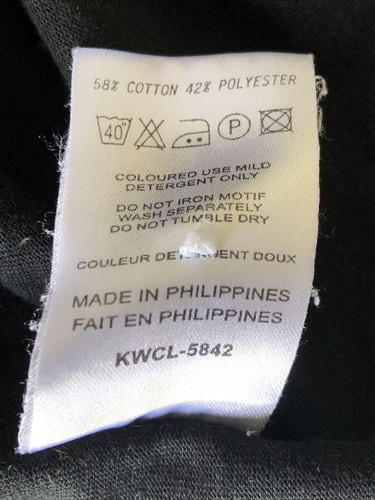 58% COTTON 42% POLYESTER
40° P
COLOURED USE MILD
DETERGENT ONLY
DO NOT IRON MOTIF
WASH SEPARATELY
DO NOT TUMBLE DRY
COULEUR DETERGENT DOUX
MADE IN PHILIPPINES
FAIT EN PHILIPPINES
KWCL-5842